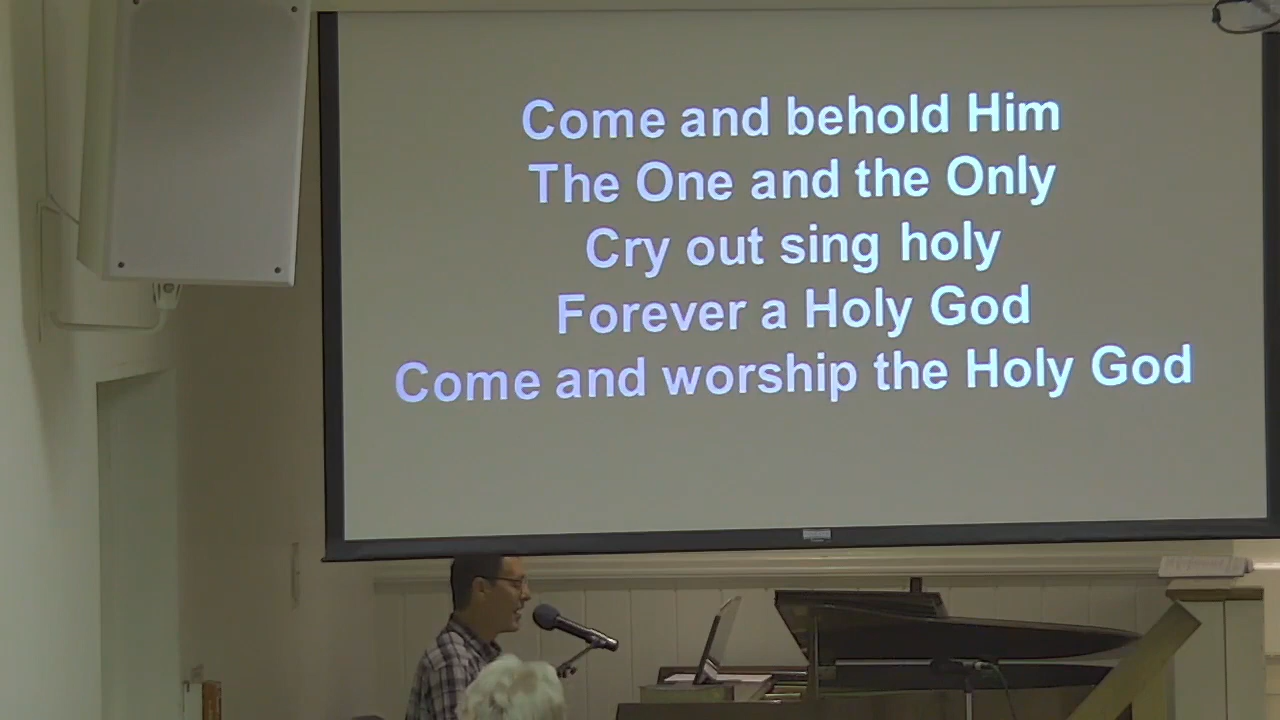 Come and behold Him
The One and the Only
Cry out sing holy
Forever a Holy God
Come and worship the Holy God